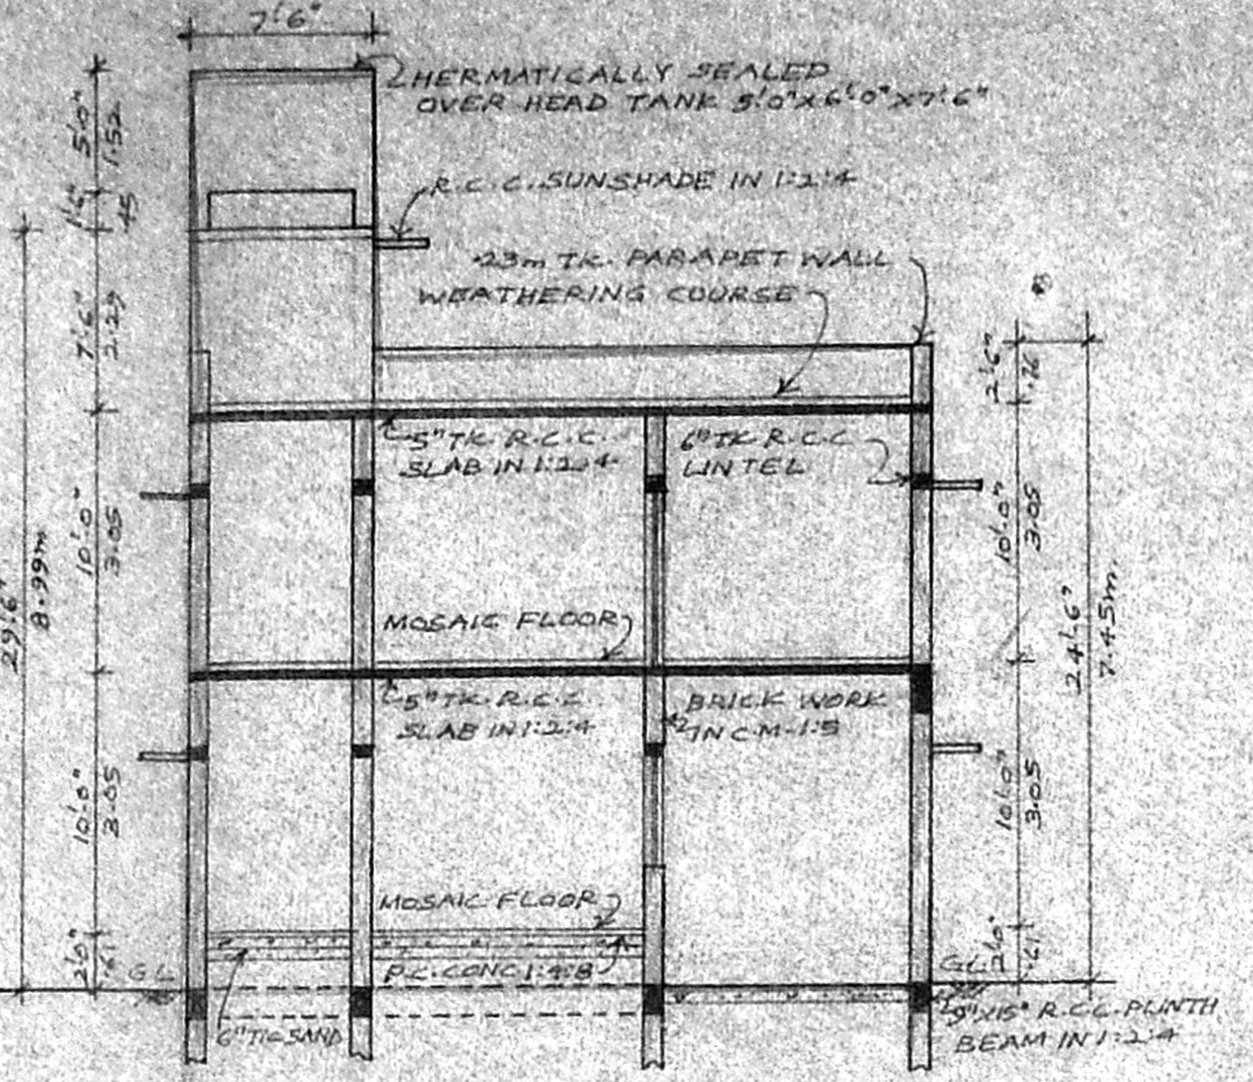 7'6"
HERMATICALLY SEALED
OVER HEAD TANK 5'0"X6'0"X7'6"
5'0"
1.52
R.C.C. SUNSHADE IN 1:2:4
1'6"
.45
.23m TK. PARAPET WALL
WEATHERING COURSE
7'6"
2.29
2'6"
.76
5"TK. R.C.C.
SLAB IN 1:2:4
6"TK R.C.C
LINTEL
10'.0"
3.05
10'.0"
3.05
29'.6"
8.99m
24'.6"
7.45m.
MOSAIC FLOOR
5"TK. R.C.C
SLAB IN 1:2:4
BRICK WORK
IN C.M-1:5
10'.0"
3.05
10'.0"
3.05
MOSAIC FLOOR
2'0"
.61
G L
P.C. CONC 1:4:8
G L
2'.0"
.61
6"TK SAND
9"X15" R.C.C. PLINTH
BEAM IN 1:2:4